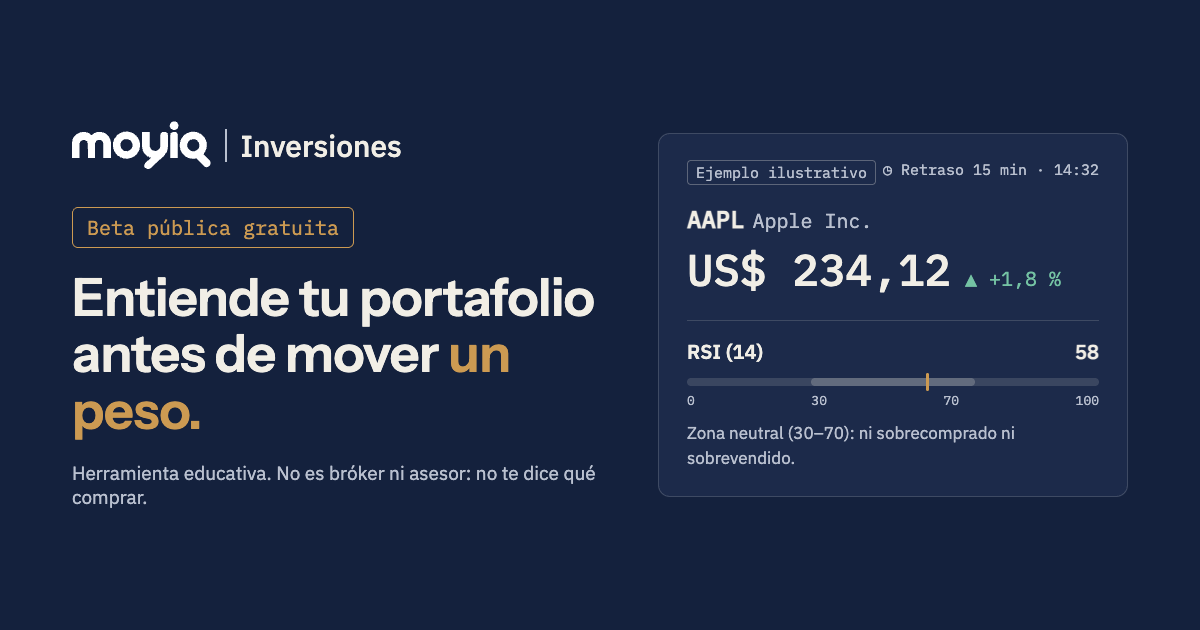 moyiq | Inversiones
Beta pública gratuita
Entiende tu portafolio
antes de mover un
peso.
Herramienta educativa. No es bróker ni asesor: no te dice qué
comprar.
Ejemplo ilustrativo
◷ Retraso 15 min · 14:32
AAPL Apple Inc.
US$ 234,12 ▲ +1,8 %
RSI (14) 58
0 30 70 100
Zona neutral (30–70): ni sobrecomprado ni
sobrevendido.